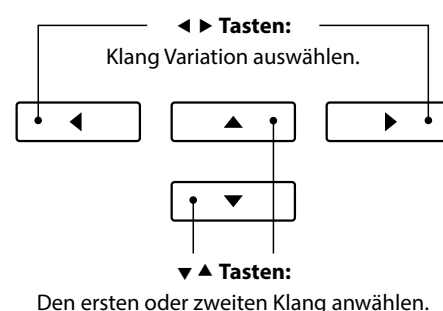 ◀ ▶ Tasten:
Klang Variation auswählen.
▼ ▲ Tasten:
Den ersten oder zweiten Klang anwählen.